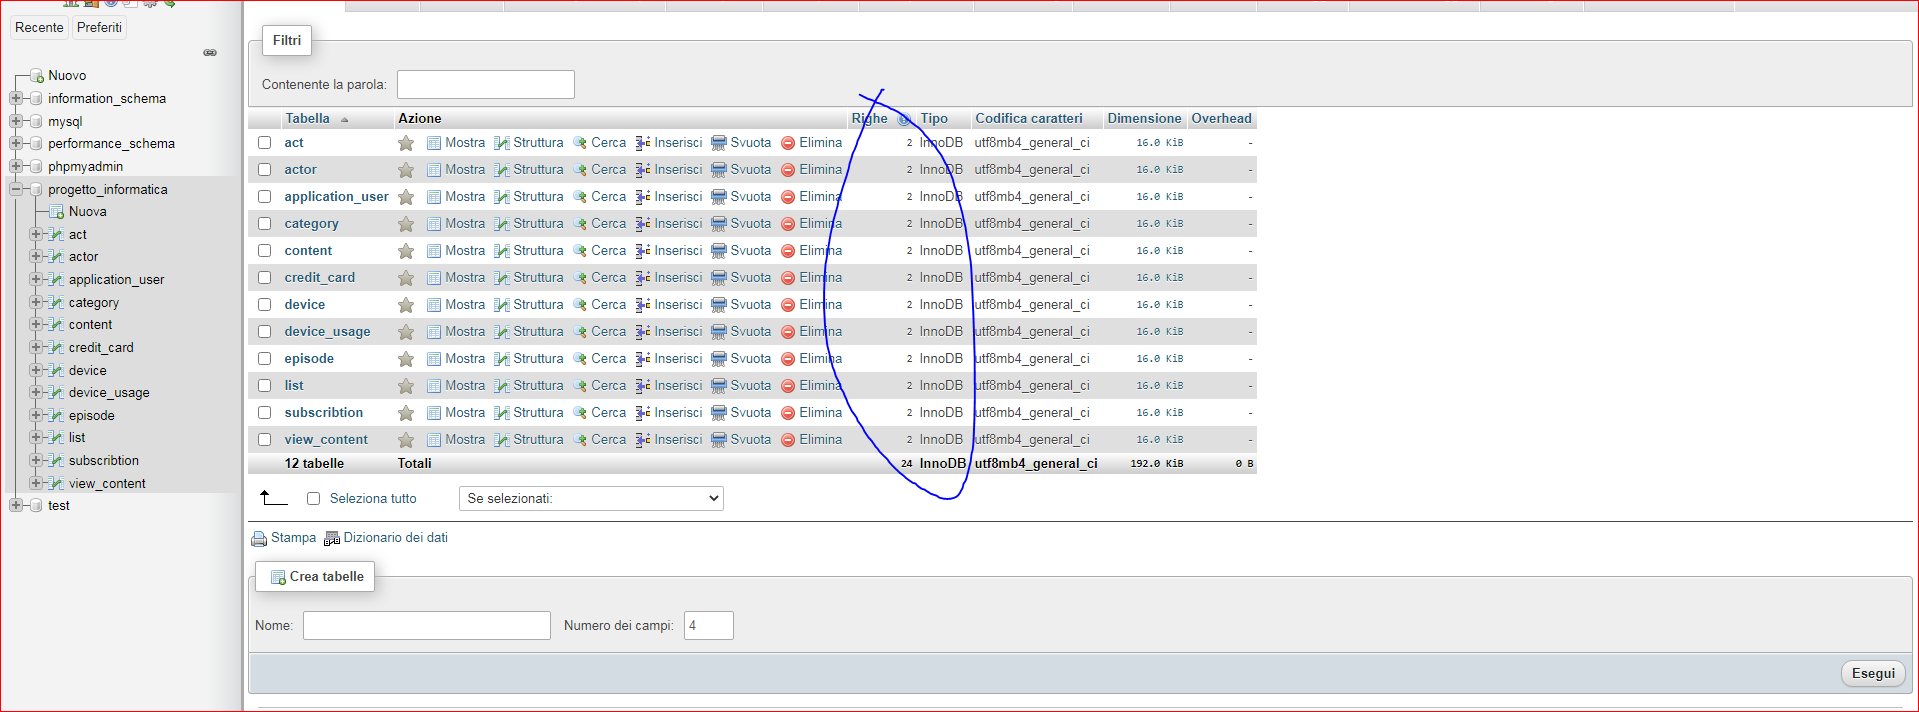 Recente Preferiti
Nuovo
information_schema
mysql
performance_schema
phpmyadmin
progetto_informatica
Nuova
act
actor
application_user
category
content
credit_card
device
device_usage
episode
list
subscribtion
view_content
test
Filtri
Contenente la parola:
Tabella Azione Righe Tipo Codifica caratteri Dimensione Overhead
act Mostra Struttura Cerca Inserisci Svuota Elimina 2 InnoDB utf8mb4_general_ci 16.0 KiB -
actor Mostra Struttura Cerca Inserisci Svuota Elimina 2 InnoDB utf8mb4_general_ci 16.0 KiB -
application_user Mostra Struttura Cerca Inserisci Svuota Elimina 2 InnoDB utf8mb4_general_ci 16.0 KiB -
category Mostra Struttura Cerca Inserisci Svuota Elimina 2 InnoDB utf8mb4_general_ci 16.0 KiB -
content Mostra Struttura Cerca Inserisci Svuota Elimina 2 InnoDB utf8mb4_general_ci 16.0 KiB -
credit_card Mostra Struttura Cerca Inserisci Svuota Elimina 2 InnoDB utf8mb4_general_ci 16.0 KiB -
device Mostra Struttura Cerca Inserisci Svuota Elimina 2 InnoDB utf8mb4_general_ci 16.0 KiB -
device_usage Mostra Struttura Cerca Inserisci Svuota Elimina 2 InnoDB utf8mb4_general_ci 16.0 KiB -
episode Mostra Struttura Cerca Inserisci Svuota Elimina 2 InnoDB utf8mb4_general_ci 16.0 KiB -
list Mostra Struttura Cerca Inserisci Svuota Elimina 2 InnoDB utf8mb4_general_ci 16.0 KiB -
subscribtion Mostra Struttura Cerca Inserisci Svuota Elimina 2 InnoDB utf8mb4_general_ci 16.0 KiB -
view_content Mostra Struttura Cerca Inserisci Svuota Elimina 2 InnoDB utf8mb4_general_ci 16.0 KiB -
12 tabelle Totali 24 InnoDB utf8mb4_general_ci 192.0 KiB 0 B
Seleziona tutto Se selezionati:
Stampa Dizionario dei dati
Crea tabelle
Nome: Numero dei campi: 4
Esegui